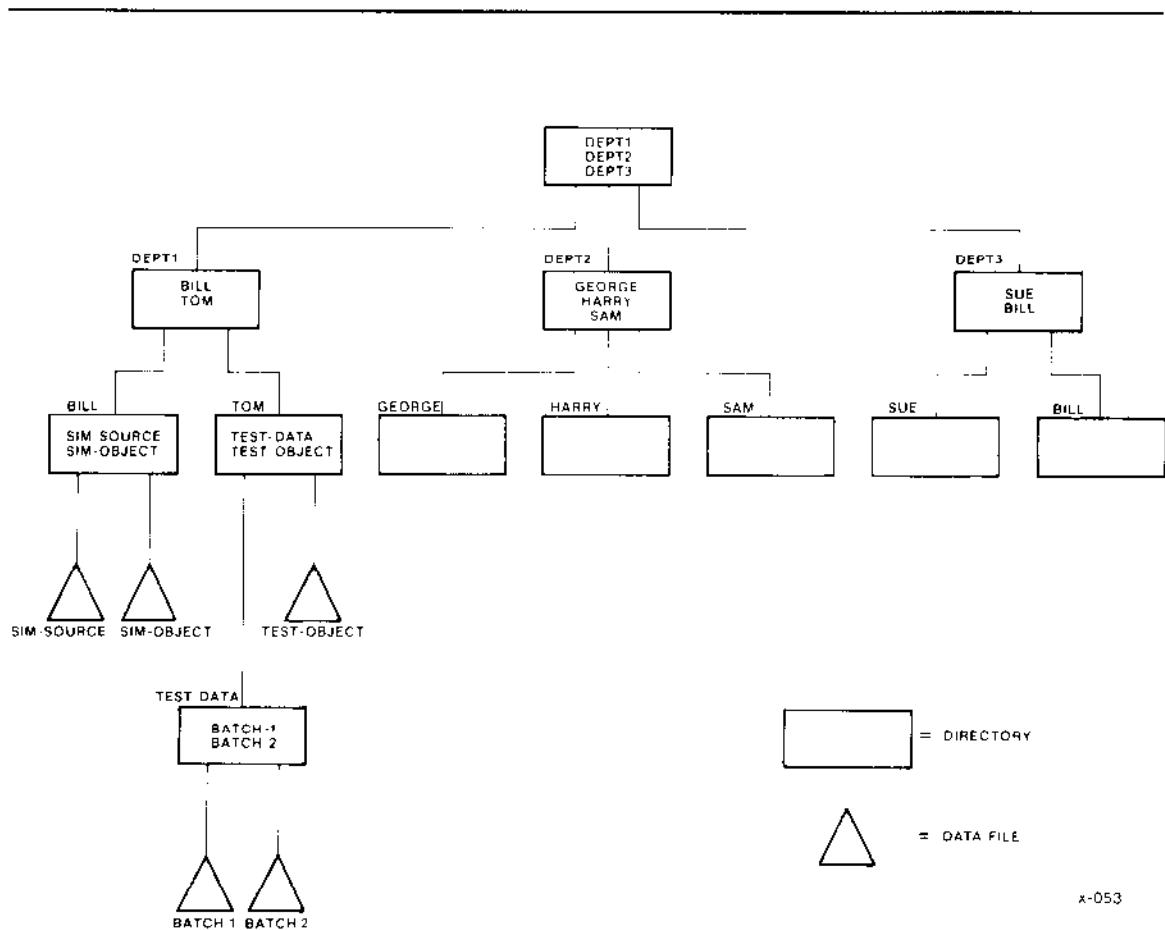 DEPT1
DEPT2
DEPT3
DEPT1
BILL
TOM
DEPT2
GEORGE
HARRY
SAM
DEPT3
SUE
BILL
BILL
SIM SOURCE
SIM-OBJECT
TOM
TEST-DATA
TEST OBJECT
GEORGE
HARRY
SAM
SUE
BILL
SIM-SOURCE
SIM-OBJECT
TEST-OBJECT
TEST DATA
BATCH-1
BATCH 2
= DIRECTORY
= DATA FILE
BATCH 1
BATCH 2
x-053